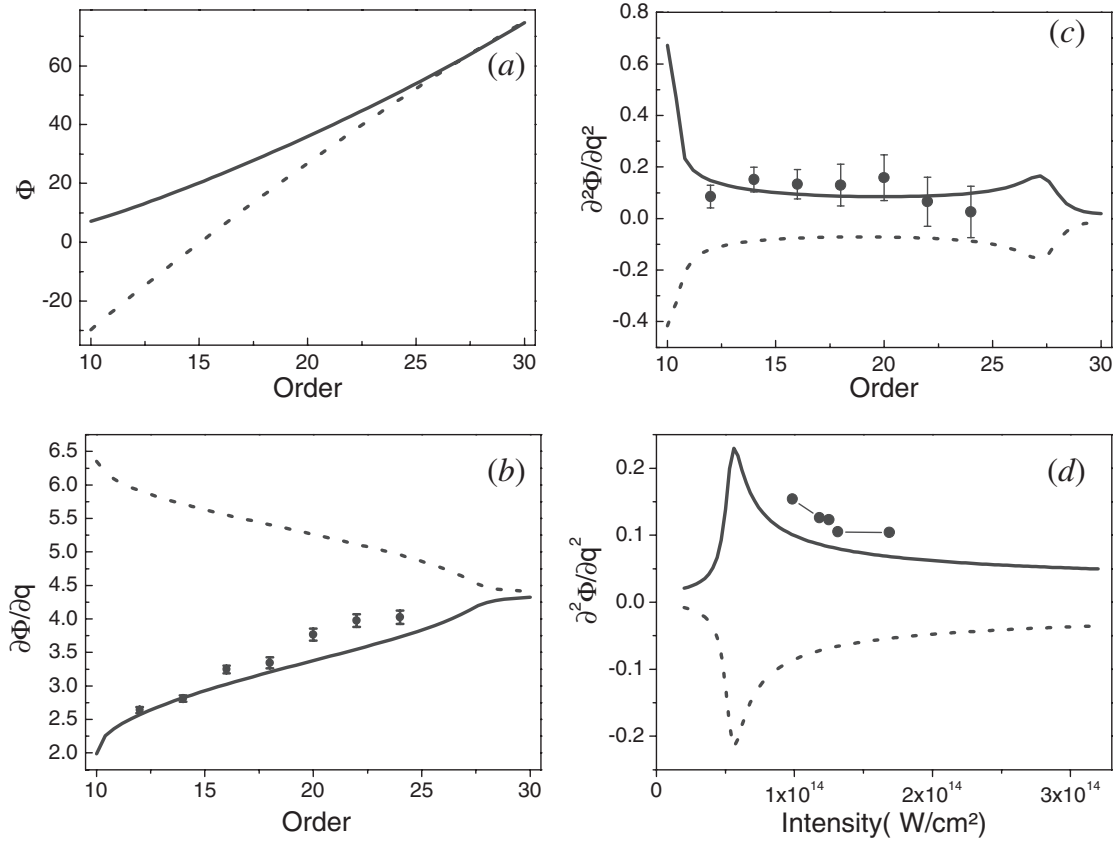 (a)
Φ
60
40
20
0
-20
10 15 20 25 30
Order
(c)
∂²Φ/∂q²
0.8
0.6
0.4
0.2
0.0
-0.2
-0.4
10 15 20 25 30
Order
(b)
∂Φ/∂q
6.5
6.0
5.5
5.0
4.5
4.0
3.5
3.0
2.5
2.0
10 15 20 25 30
Order
(d)
∂²Φ/∂q²
0.2
0.1
0.0
-0.1
-0.2
0 1x10¹⁴ 2x10¹⁴ 3x10¹⁴
Intensity( W/cm²)